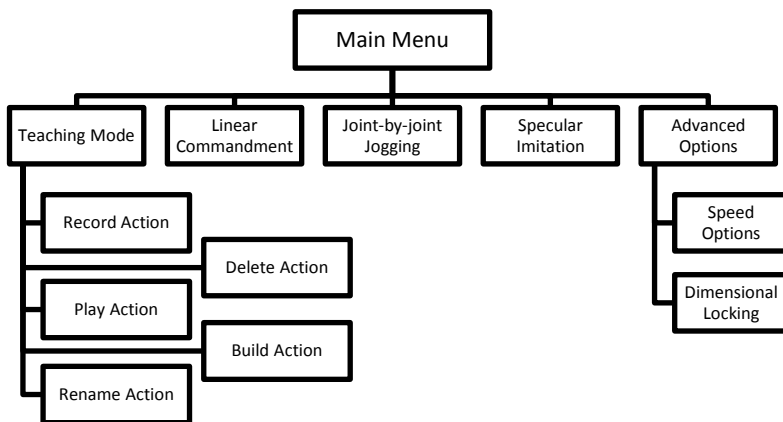 Main Menu
Teaching Mode
Linear
Commandment
Joint-by-joint
Jogging
Specular
Imitation
Advanced
Options
Record Action
Delete Action
Play Action
Build Action
Rename Action
Speed
Options
Dimensional
Locking